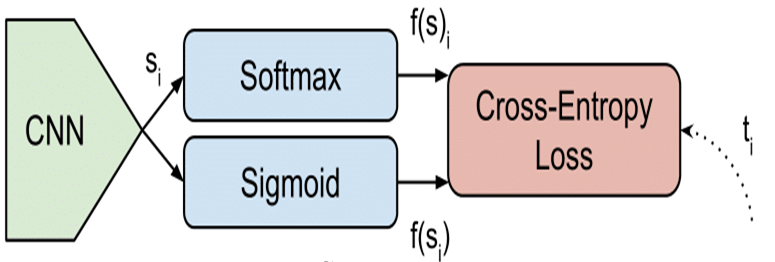 CNN
s_i
Softmax
Sigmoid
f(s)_i
f(s_i)
Cross-Entropy
Loss
t_i